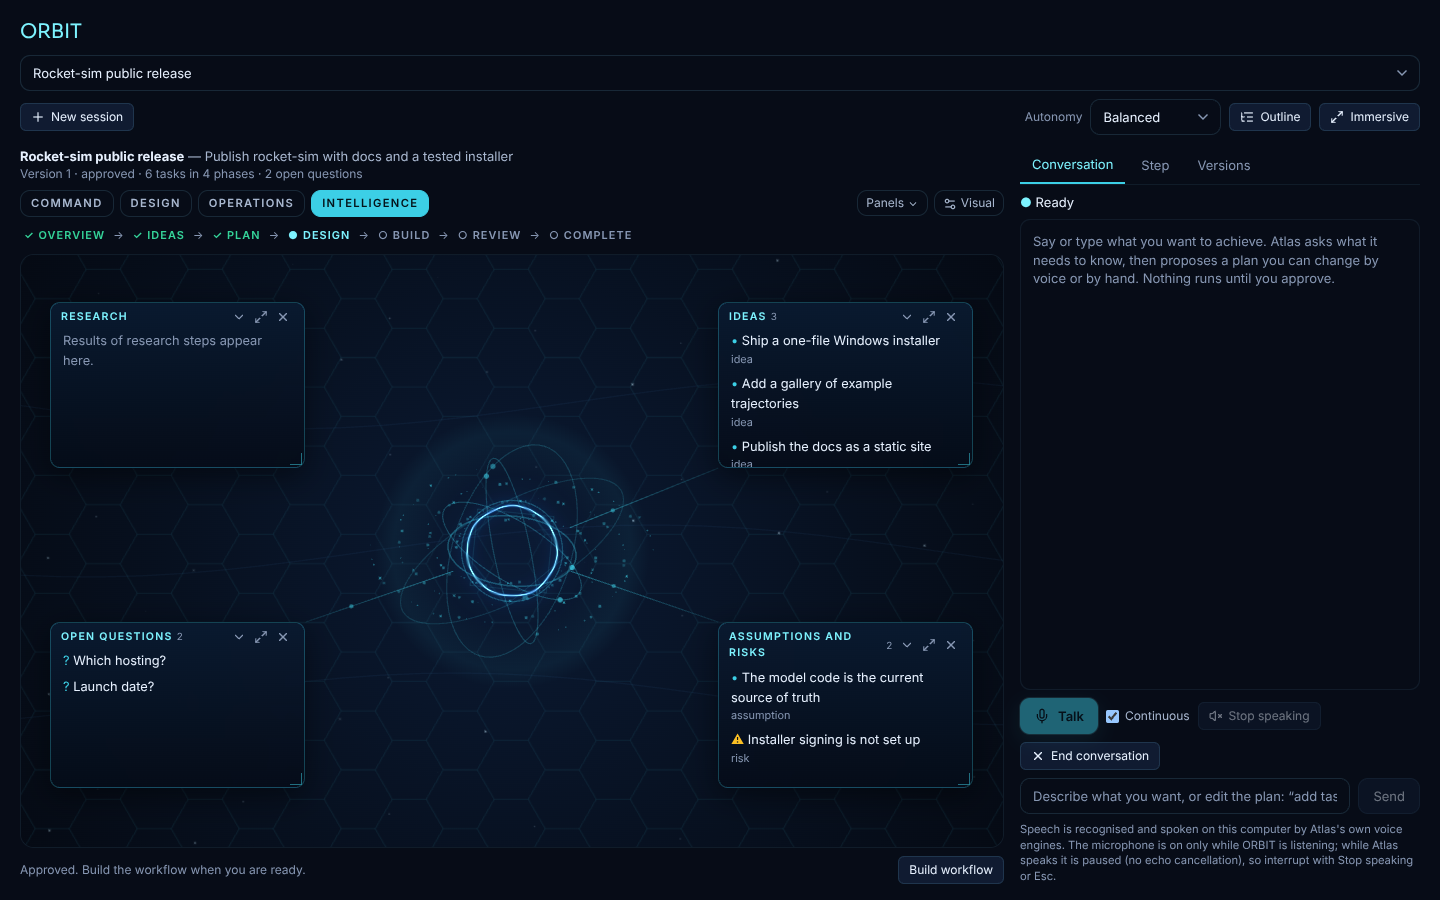 ORBIT
Rocket-sim public release
New session
Autonomy
Balanced
Outline
Immersive
Rocket-sim public release — Publish rocket-sim with docs and a tested installer
Version 1 · approved · 6 tasks in 4 phases · 2 open questions
COMMAND
DESIGN
OPERATIONS
INTELLIGENCE
Panels
Visual
OVERVIEW → IDEAS → PLAN → DESIGN → BUILD → REVIEW → COMPLETE
RESEARCH
Results of research steps appear
here.
IDEAS 3
• Ship a one-file Windows installer
idea
• Add a gallery of example
trajectories
idea
• Publish the docs as a static site
idea
OPEN QUESTIONS 2
? Which hosting?
? Launch date?
ASSUMPTIONS AND
RISKS
2
• The model code is the current
source of truth
assumption
Installer signing is not set up
risk
Approved. Build the workflow when you are ready.
Build workflow
Conversation
Step
Versions
Ready
Say or type what you want to achieve. Atlas asks what it
needs to know, then proposes a plan you can change by
voice or by hand. Nothing runs until you approve.
Talk
Continuous
Stop speaking
End conversation
Describe what you want, or edit the plan: “add tas
Send
Speech is recognised and spoken on this computer by Atlas's own voice
engines. The microphone is on only while ORBIT is listening; while Atlas
speaks it is paused (no echo cancellation), so interrupt with Stop speaking
or Esc.